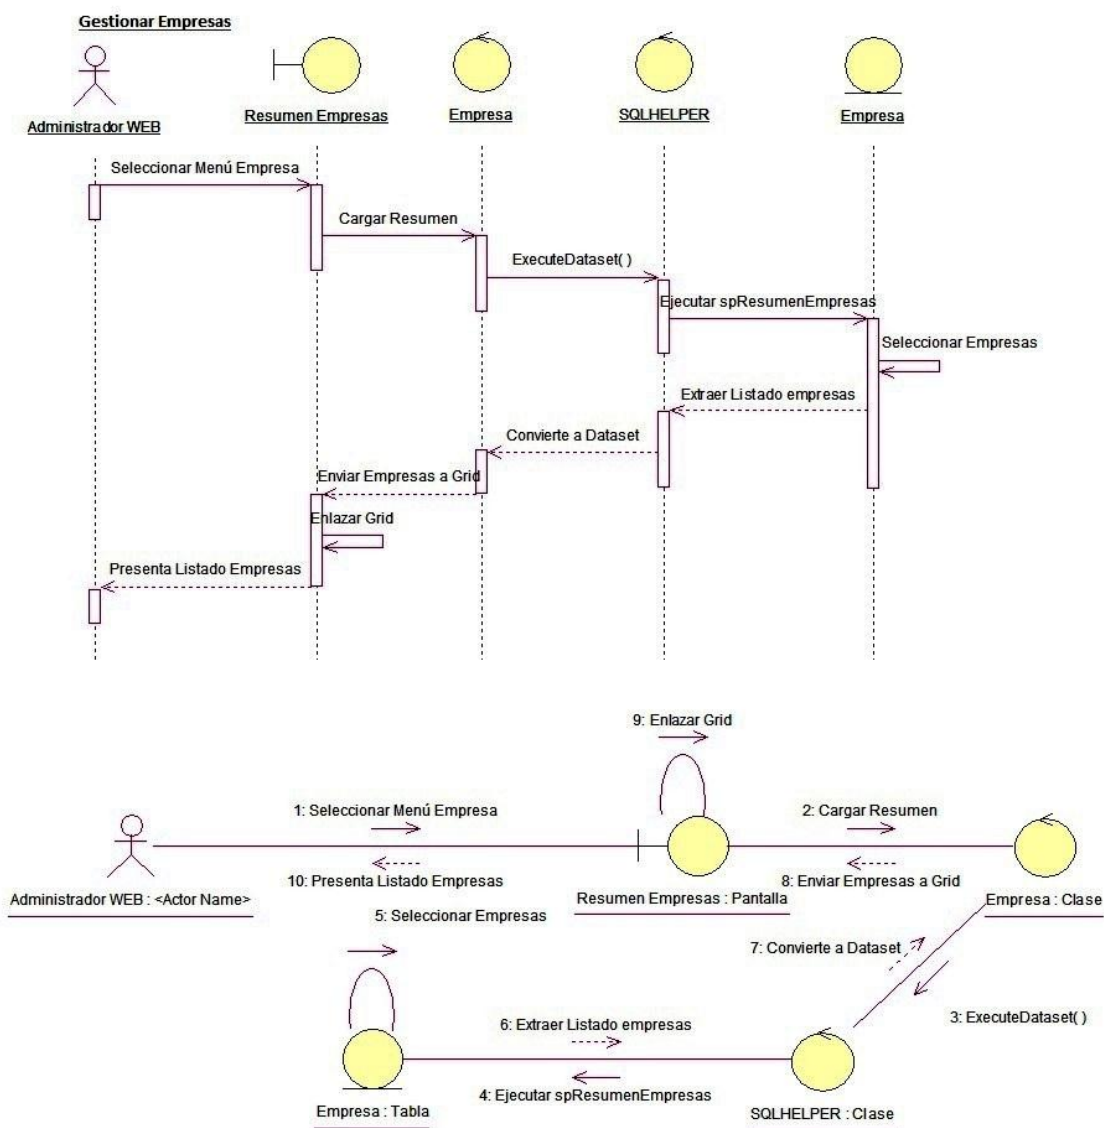 Gestionar Empresas
Administrador WEB
Resumen Empresas
Empresa
SQLHELPER
Empresa
Seleccionar Menú Empresa
Cargar Resumen
ExecuteDataset( )
Ejecutar spResumenEmpresas
Seleccionar Empresas
Extraer Listado empresas
Convierte a Dataset
Enviar Empresas a Grid
Enlazar Grid
Presenta Listado Empresas
9: Enlazar Grid
1: Seleccionar Menú Empresa
2: Cargar Resumen
10: Presenta Listado Empresas
8: Enviar Empresas a Grid
Administrador WEB : <Actor Name>
Resumen Empresas : Pantalla
Empresa : Clase
5: Seleccionar Empresas
7: Convierte a Dataset
6: Extraer Listado empresas
3: ExecuteDataset( )
4: Ejecutar spResumenEmpresas
Empresa : Tabla
SQLHELPER : Clase